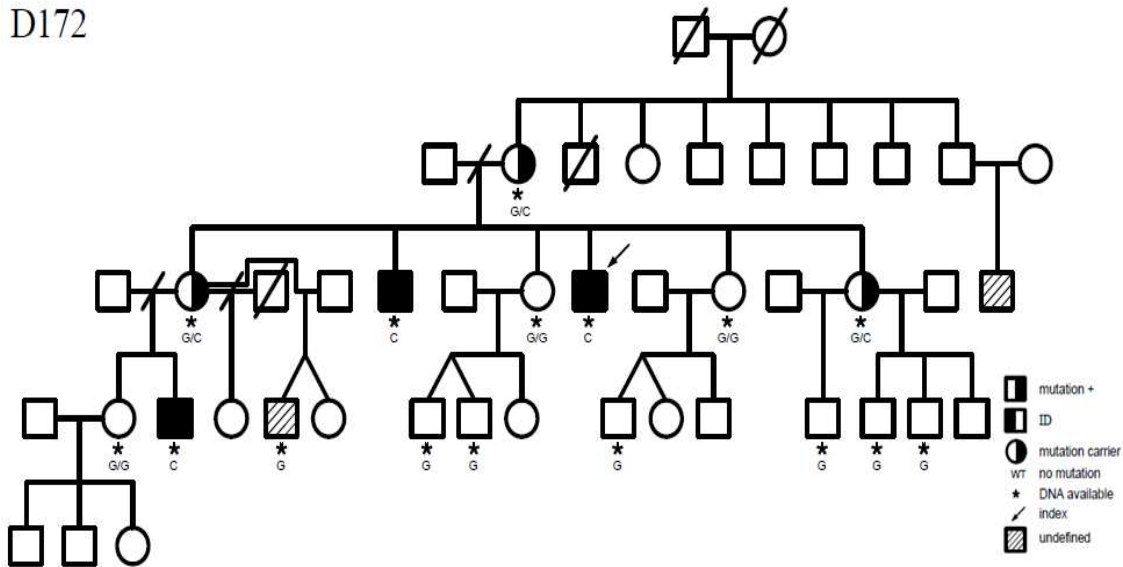 D172
*
G/C
* * * * * *
G/C C G/G C G/G G/C
* * * * * * * * *
G/G C G G G G G G G
mutation +
ID
mutation carrier
WT no mutation
* DNA available
index
undefined